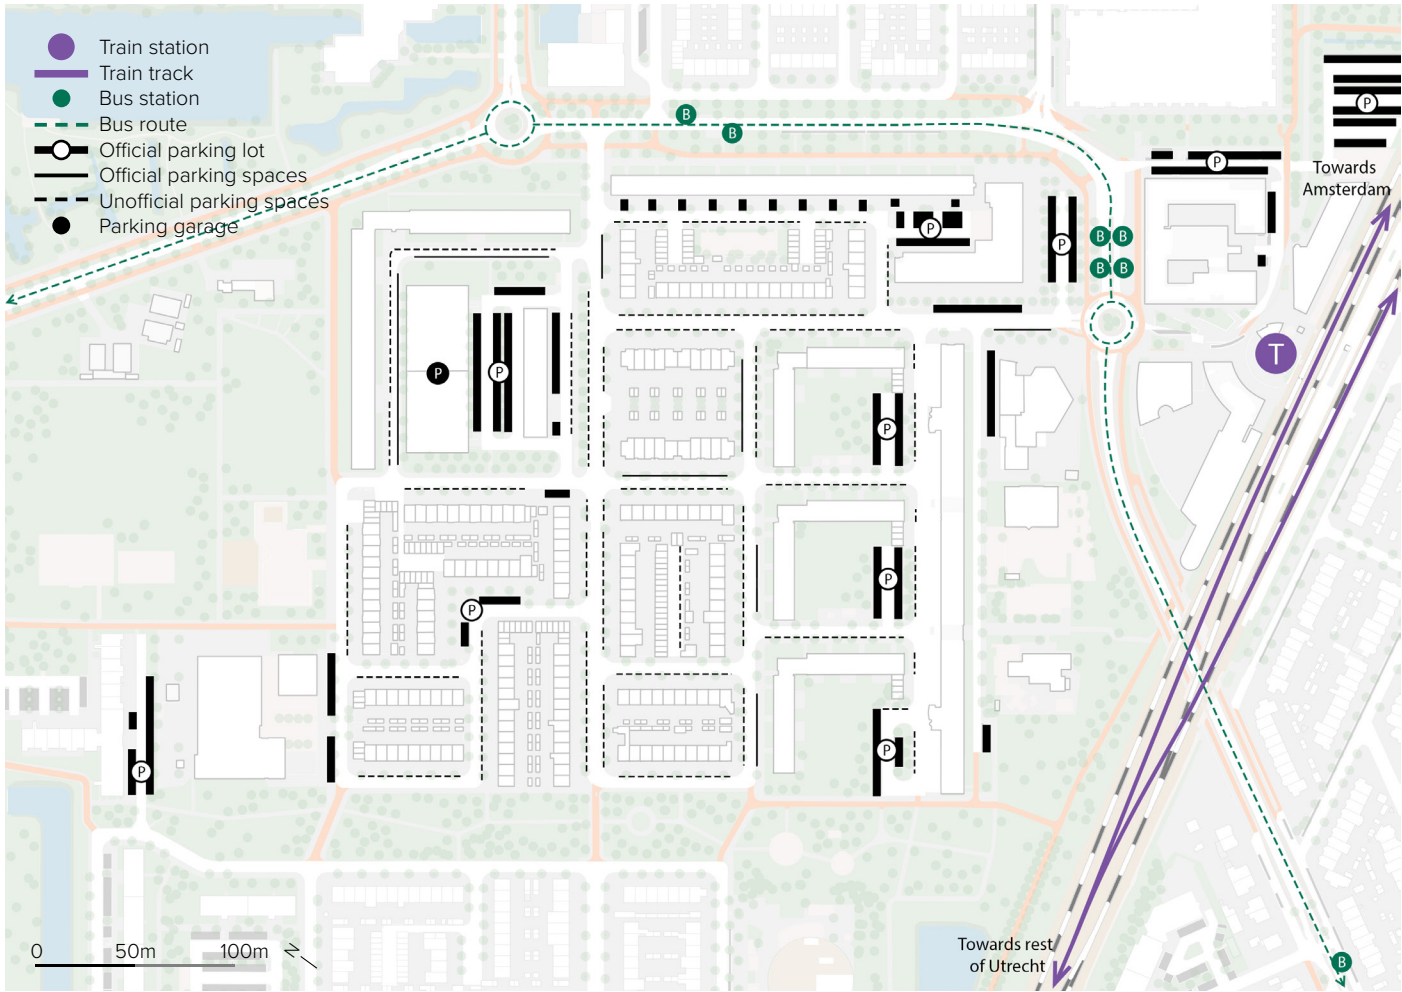 Train station
Train track
Bus station
Bus route
Official parking lot
Official parking spaces
Unofficial parking spaces
Parking garage
B
B
P
Towards
Amsterdam
P
P
P
B B
B B
T
P
P
P
P
P
P
P
P
0 50m 100m
N
Towards rest
of Utrecht
B